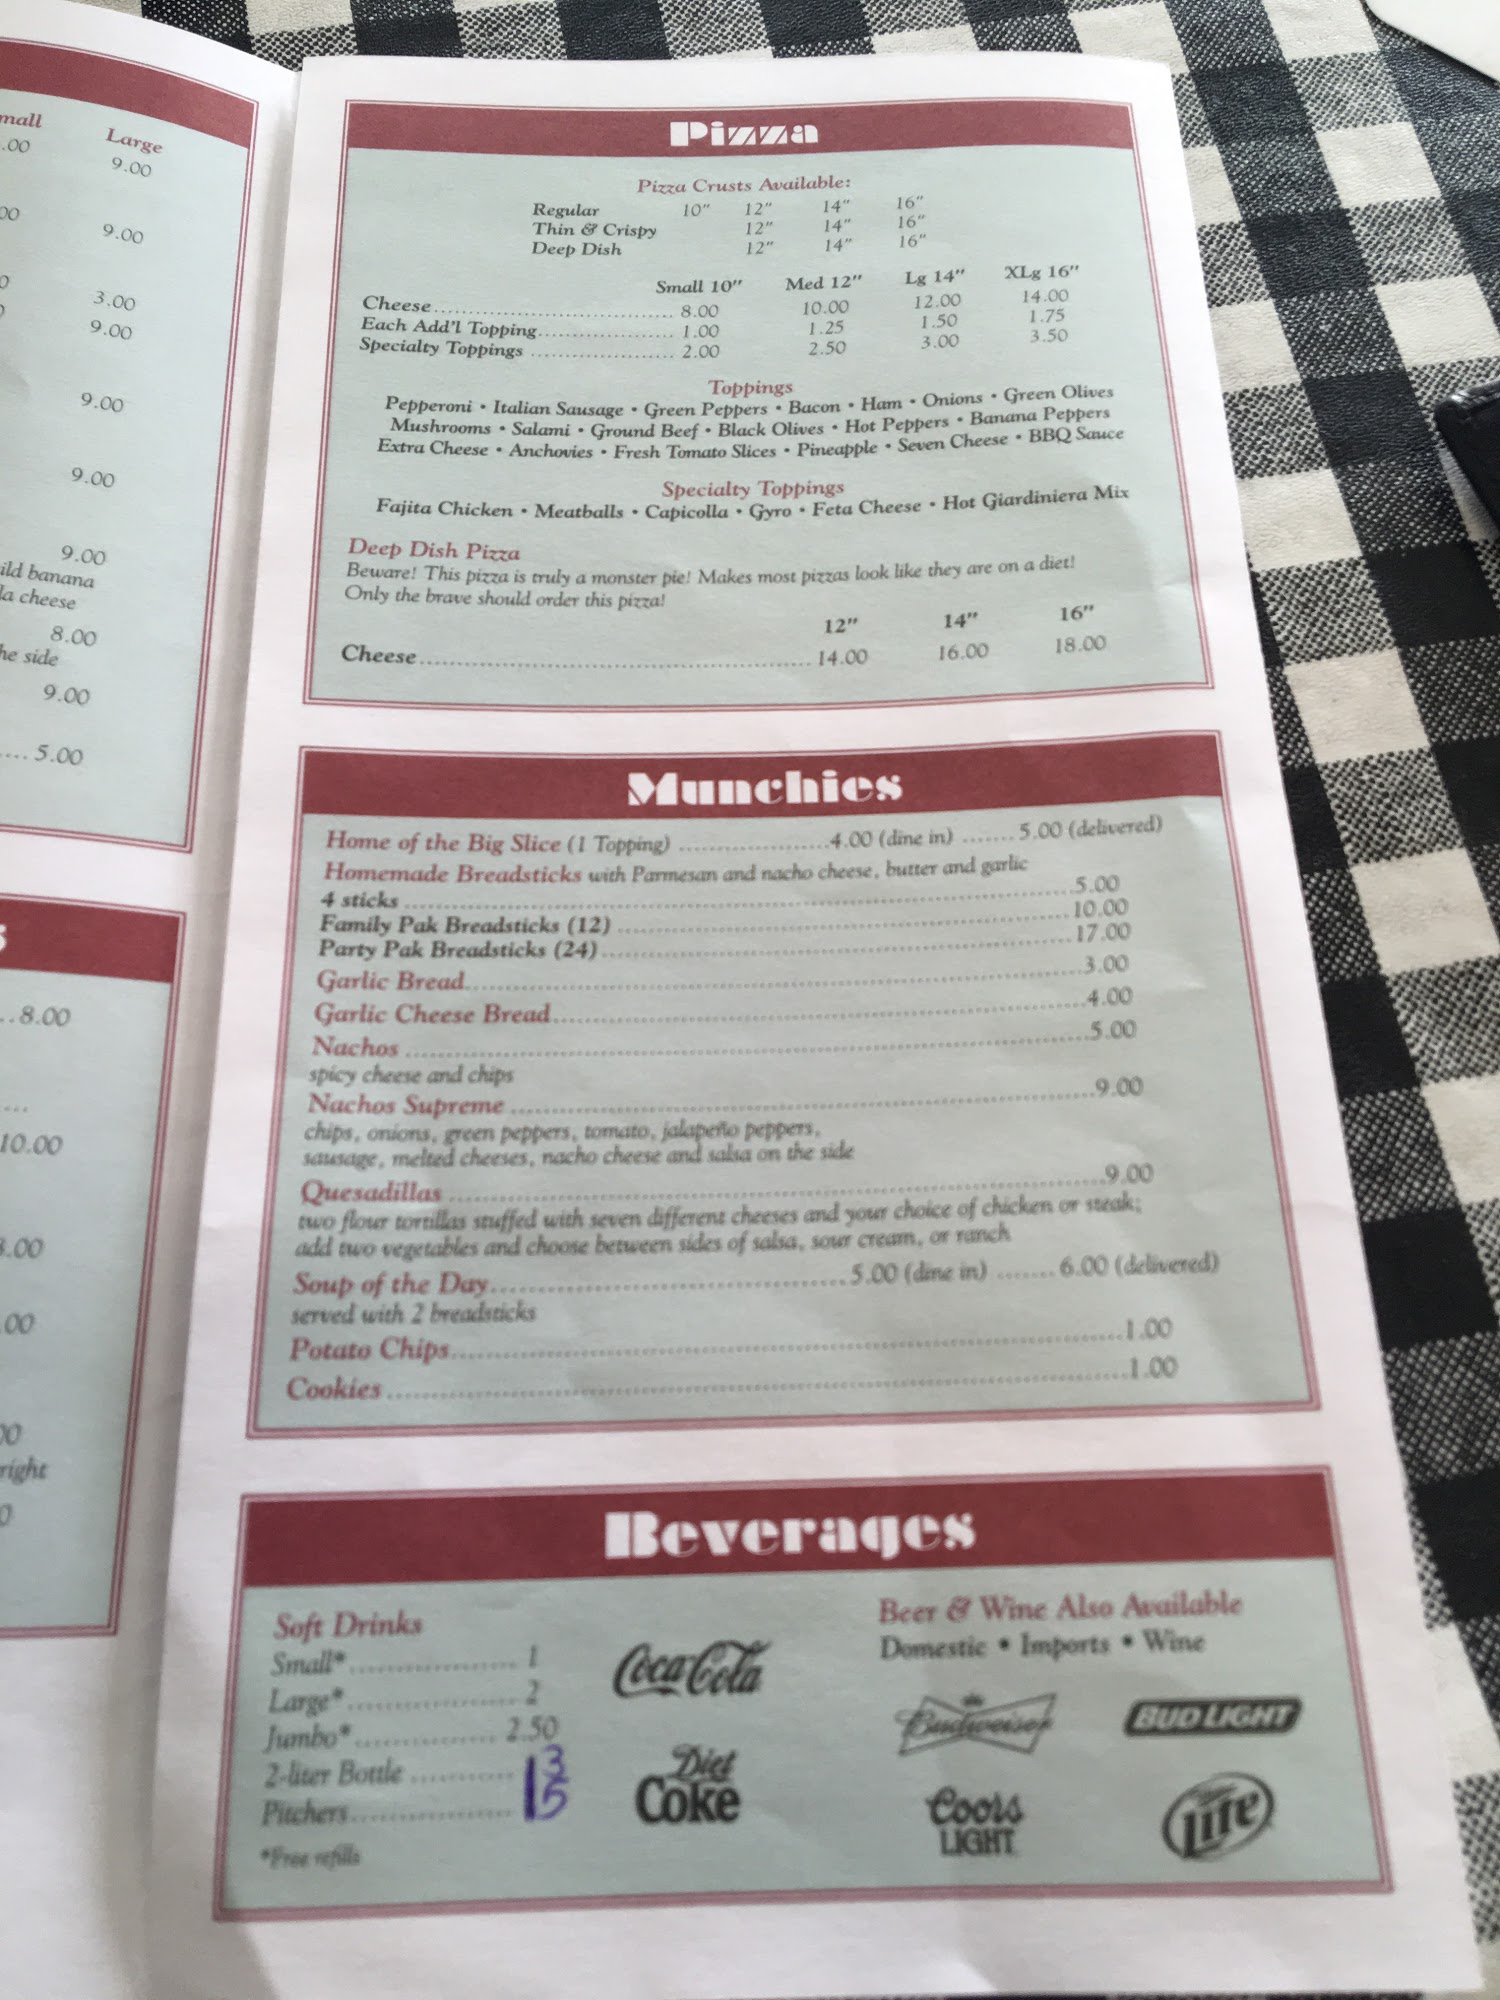 Large
9.00
9.00
3.00
9.00
9.00
9.00
9.00
banana
cheese
8.00
side
9.00
.... 5.00
..8.00
....
10.00
right
Pizza
Pizza Crusts Available:
Regular 10" 12" 14" 16"
Thin & Crispy 12" 14" 16"
Deep Dish 12" 14" 16"
Small 10" Med 12" Lg 14" XLg 16"
Cheese.................................. 8.00 10.00 12.00 14.00
Each Add'l Topping................... 1.00 1.25 1.50 1.75
Specialty Toppings .................... 2.00 2.50 3.00 3.50
Toppings
Pepperoni • Italian Sausage • Green Peppers • Bacon • Ham • Onions • Green Olives
Mushrooms • Salami • Ground Beef • Black Olives • Hot Peppers • Banana Peppers
Extra Cheese • Anchovies • Fresh Tomato Slices • Pineapple • Seven Cheese • BBQ Sauce
Specialty Toppings
Fajita Chicken • Meatballs • Capicolla • Gyro • Feta Cheese • Hot Giardiniera Mix
Deep Dish Pizza
Beware! This pizza is truly a monster pie! Makes most pizzas look like they are on a diet!
Only the brave should order this pizza!
12" 14" 16"
Cheese...................................................... 14.00 16.00 18.00
Munchies
Home of the Big Slice (1 Topping) ....................4.00 (dine in) .......5.00 (delivered)
Homemade Breadsticks with Parmesan and nacho cheese, butter and garlic
4 sticks ..........................................................................5.00
Family Pak Breadsticks (12) ..................................................10.00
Party Pak Breadsticks (24)....................................................17.00
Garlic Bread....................................................................3.00
Garlic Cheese Bread..........................................................4.00
Nachos ..........................................................................5.00
spicy cheese and chips
Nachos Supreme ................................................................9.00
chips, onions, green peppers, tomato, jalapeño peppers,
sausage, melted cheeses, nacho cheese and salsa on the side
Quesadillas ......................................................................9.00
two flour tortillas stuffed with seven different cheeses and your choice of chicken or steak;
add two vegetables and choose between sides of salsa, sour cream, or ranch
Soup of the Day.......................................5.00 (dine in) .......6.00 (delivered)
served with 2 breadsticks
Potato Chips......................................................................1.00
Cookies ..........................................................................1.00
Beverages
Soft Drinks
Small*.................... 1
Large*.................... 2
Jumbo*................ 2.50
2-liter Bottle ............ 3
Pitchers................... 5
*Free refills
Coca-Cola
Diet
Coke
Beer & Wine Also Available
Domestic • Imports • Wine
Budweiser
BUD LIGHT
Coors
LIGHT
Lite